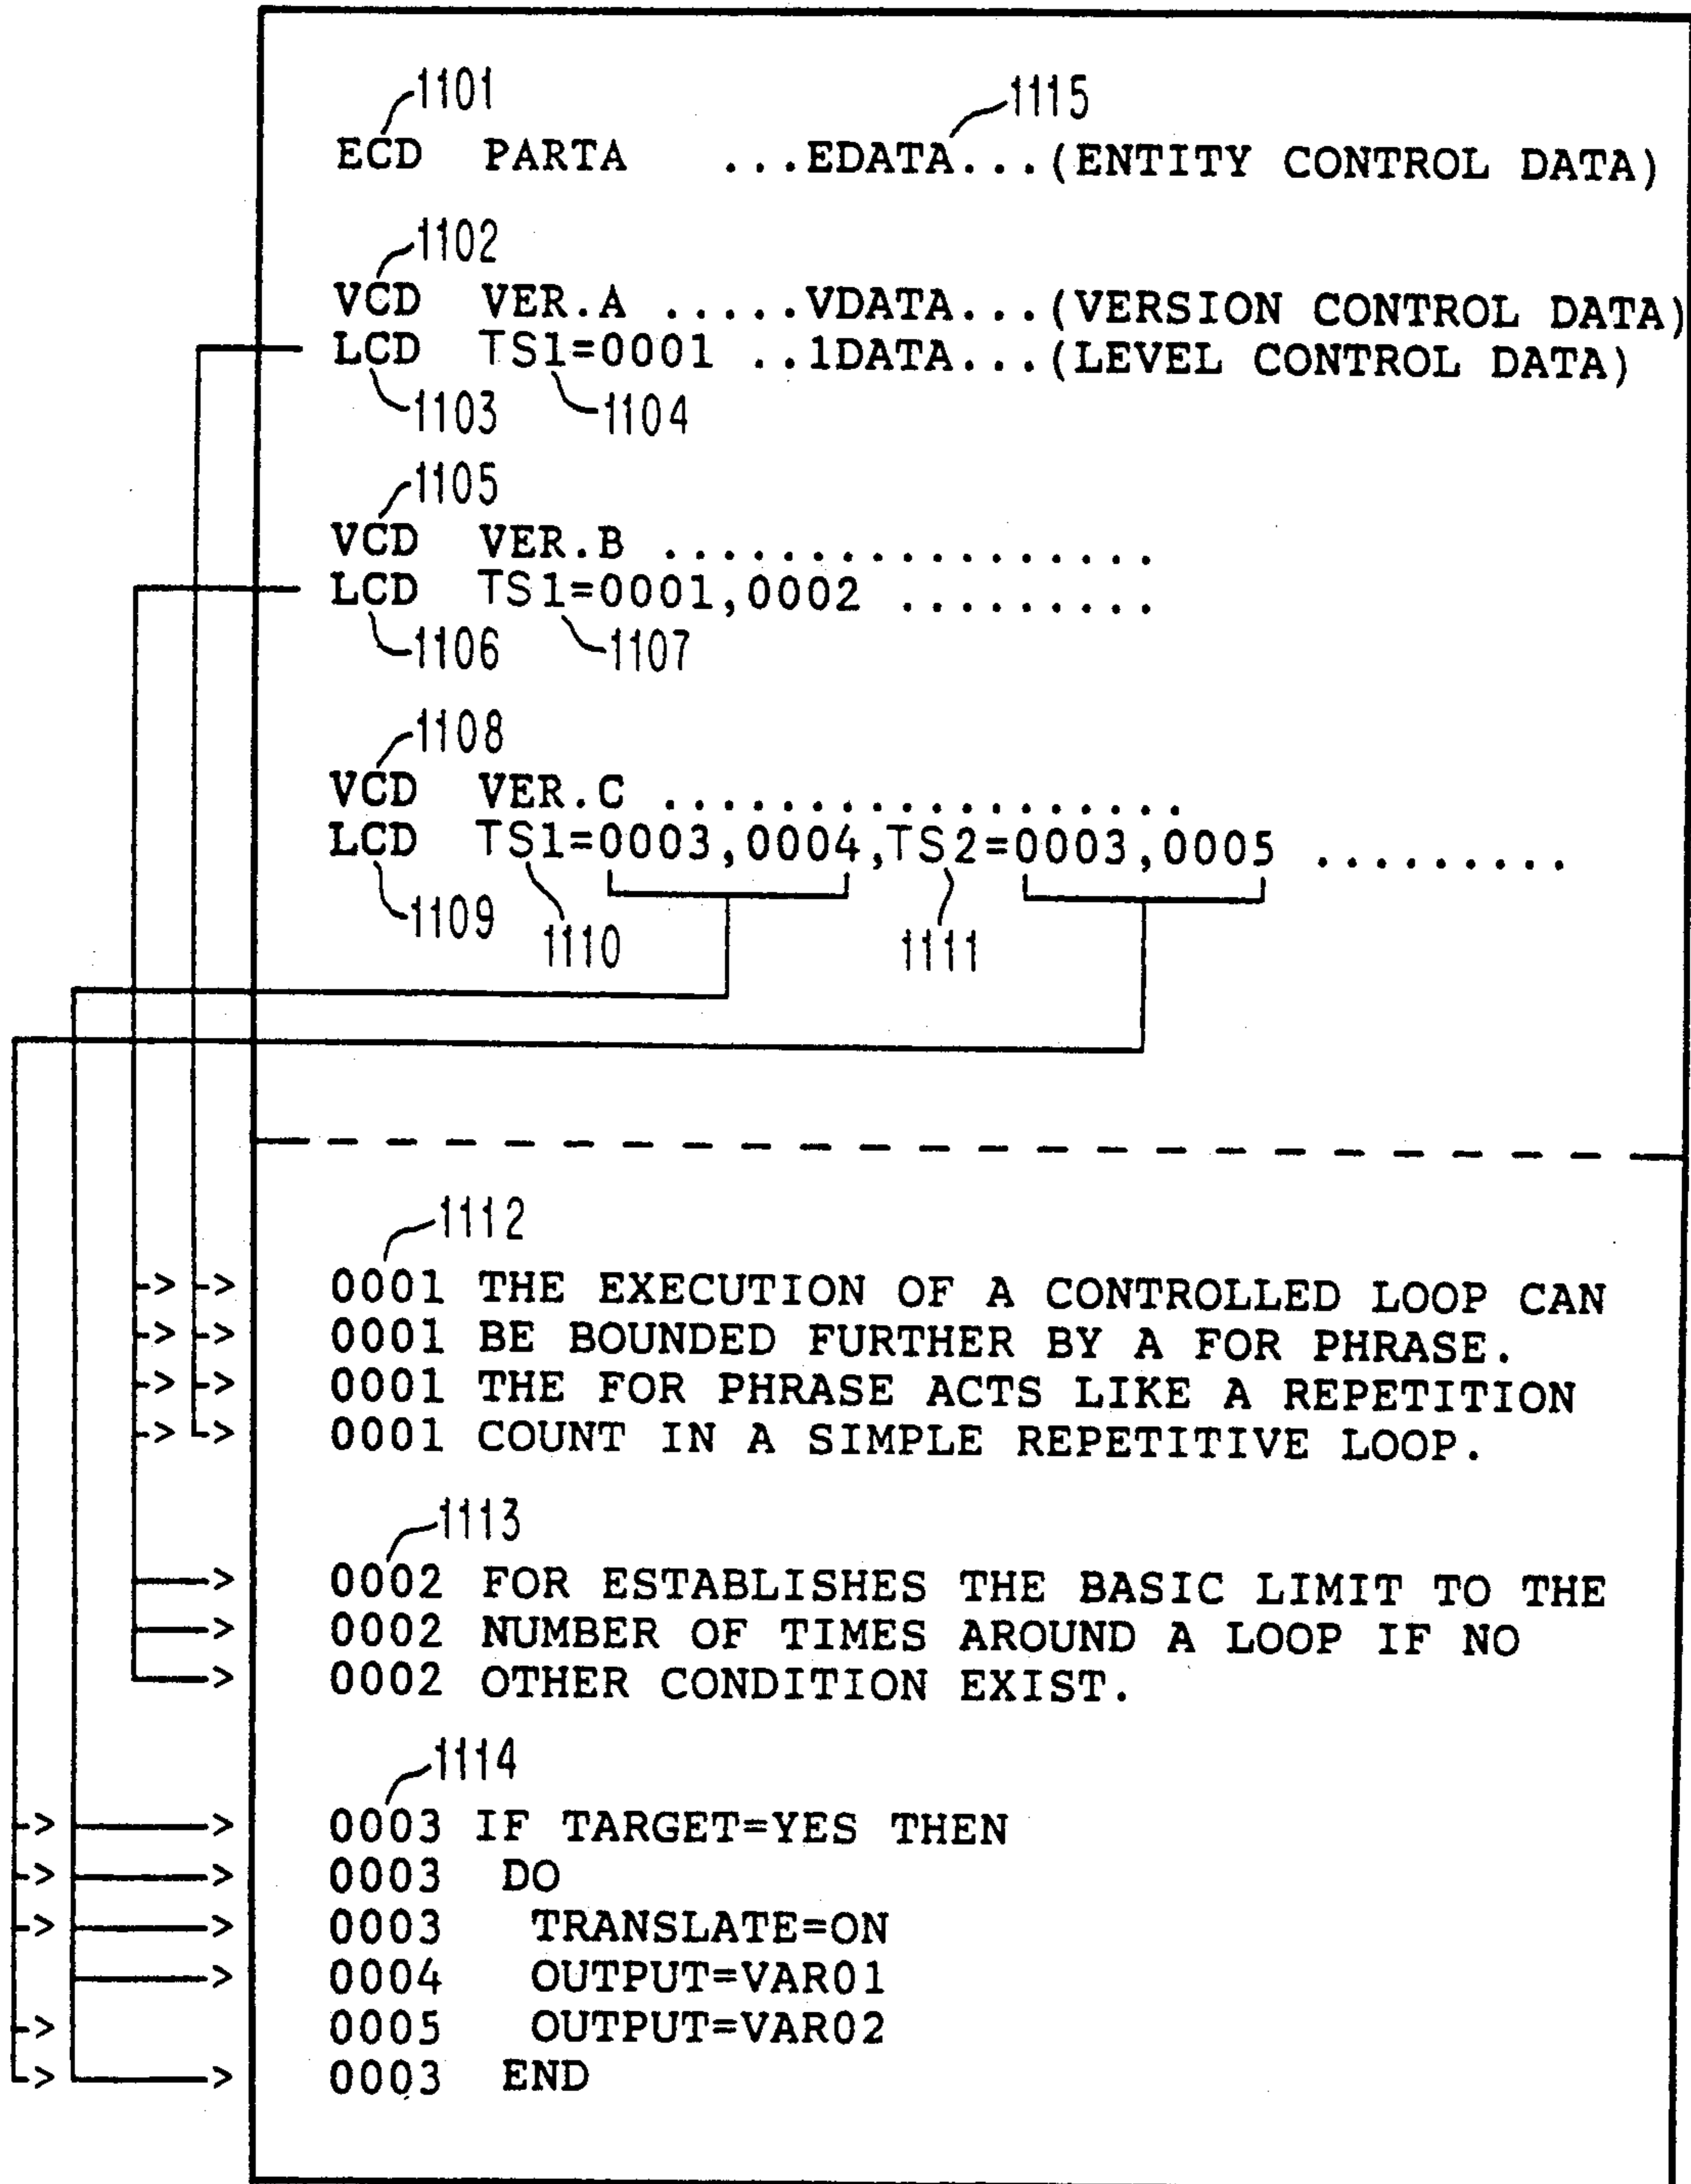 1101 1115
ECD PARTA ...EDATA...(ENTITY CONTROL DATA)
1102
VCD VER.A .....VDATA...(VERSION CONTROL DATA)
LCD TS1=0001 ..1DATA...(LEVEL CONTROL DATA)
1103 1104
1105
VCD VER.B .................
LCD TS1=0001,0002 .........
1106 1107
1108
VCD VER.C ..................
LCD TS1=0003,0004,TS2=0003,0005 .........
1109 1110 1111
1112
0001 THE EXECUTION OF A CONTROLLED LOOP CAN
0001 BE BOUNDED FURTHER BY A FOR PHRASE.
0001 THE FOR PHRASE ACTS LIKE A REPETITION
0001 COUNT IN A SIMPLE REPETITIVE LOOP.
1113
0002 FOR ESTABLISHES THE BASIC LIMIT TO THE
0002 NUMBER OF TIMES AROUND A LOOP IF NO
0002 OTHER CONDITION EXIST.
1114
0003 IF TARGET=YES THEN
0003 DO
0003 TRANSLATE=ON
0004 OUTPUT=VAR01
0005 OUTPUT=VAR02
0003 END